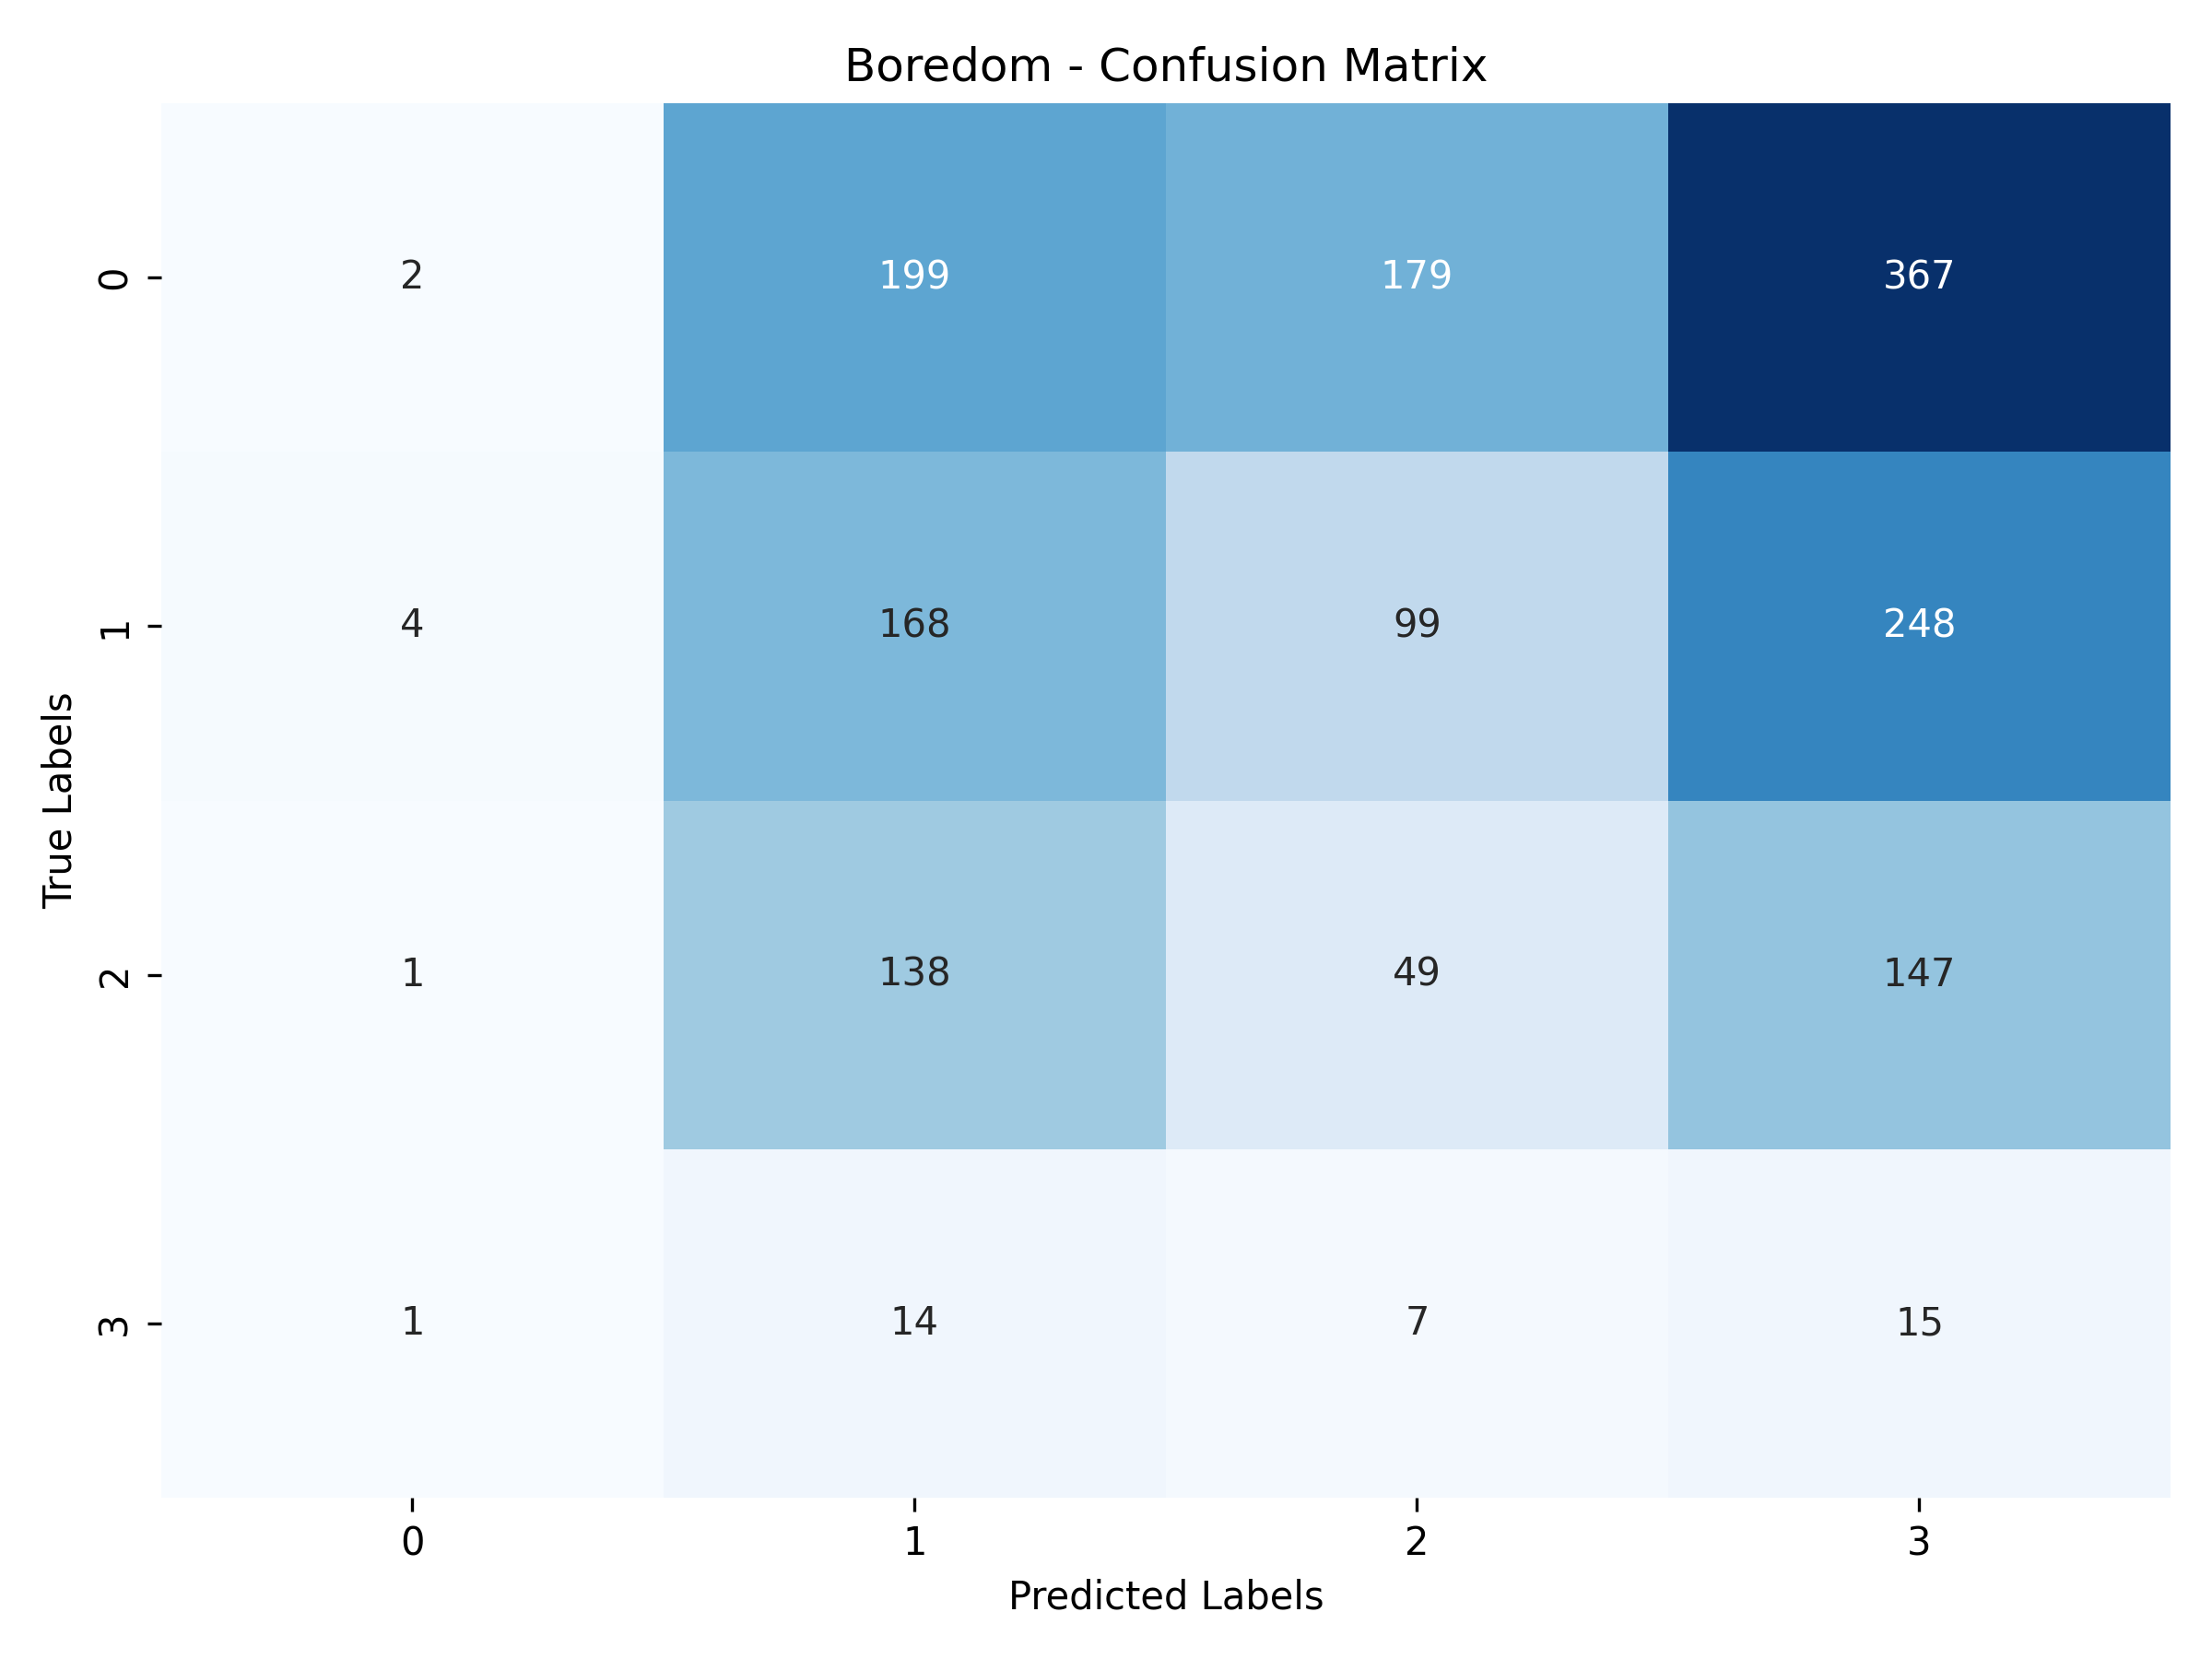 Boredom - Confusion Matrix
True Labels
0 2 199 179 367
1 4 168 99 248
2 1 138 49 147
3 1 14 7 15
0 1 2 3
Predicted Labels